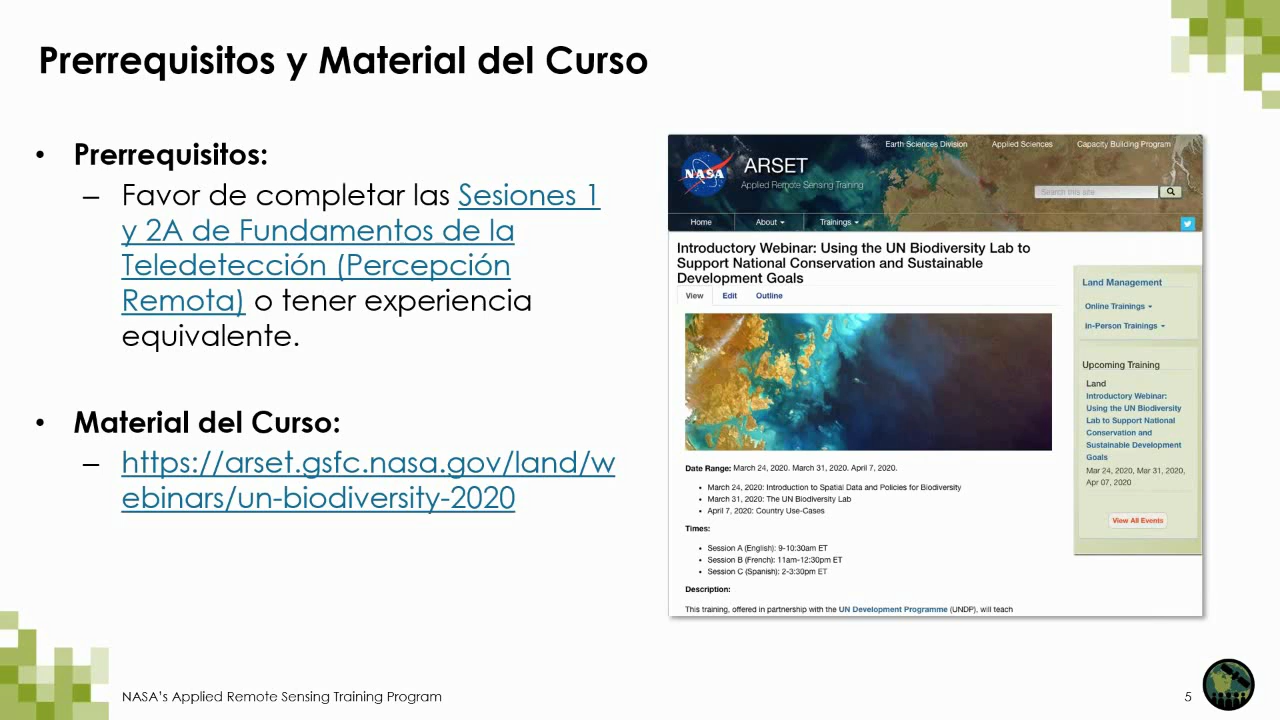 Prerrequisitos y Material del Curso
• Prerrequisitos:
– Favor de completar las Sesiones 1
y 2A de Fundamentos de la
Teledetección (Percepción
Remota) o tener experiencia
equivalente.
• Material del Curso:
– https://arset.gsfc.nasa.gov/land/w
ebinars/un-biodiversity-2020
Earth Sciences Division Applied Sciences Capacity Building Program
NASA
ARSET
Applied Remote Sensing Training
Search this site
Home About Trainings
Introductory Webinar: Using the UN Biodiversity Lab to
Support National Conservation and Sustainable
Development Goals
View Edit Outline
Date Range: March 24, 2020. March 31, 2020. April 7, 2020.
• March 24, 2020: Introduction to Spatial Data and Policies for Biodiversity
• March 31, 2020: The UN Biodiversity Lab
• April 7, 2020: Country Use-Cases
Times:
• Session A (English): 9-10:30am ET
• Session B (French): 11am-12:30pm ET
• Session C (Spanish): 2-3:30pm ET
Description:
This training, offered in partnership with the UN Development Programme (UNDP), will teach
Land Management
Online Trainings
In-Person Trainings
Upcoming Training
Land
Introductory Webinar:
Using the UN Biodiversity
Lab to Support National
Conservation and
Sustainable Development
Goals
Mar 24, 2020, Mar 31, 2020,
Apr 07, 2020
View All Events
NASA's Applied Remote Sensing Training Program
5